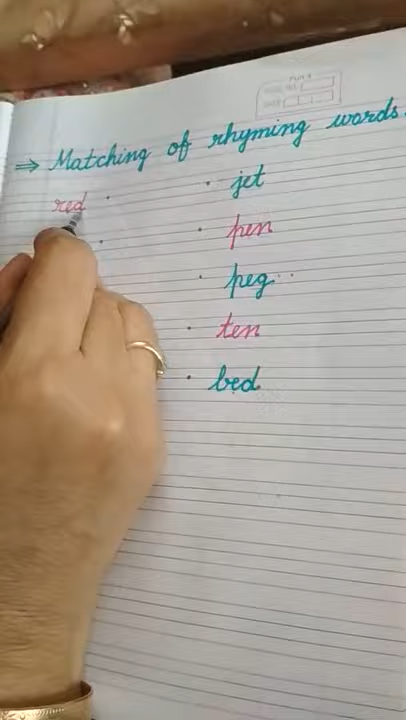 ⇒ Matching of rhyming words.
red · · jet
· · pen
· peg
· ten
· bed